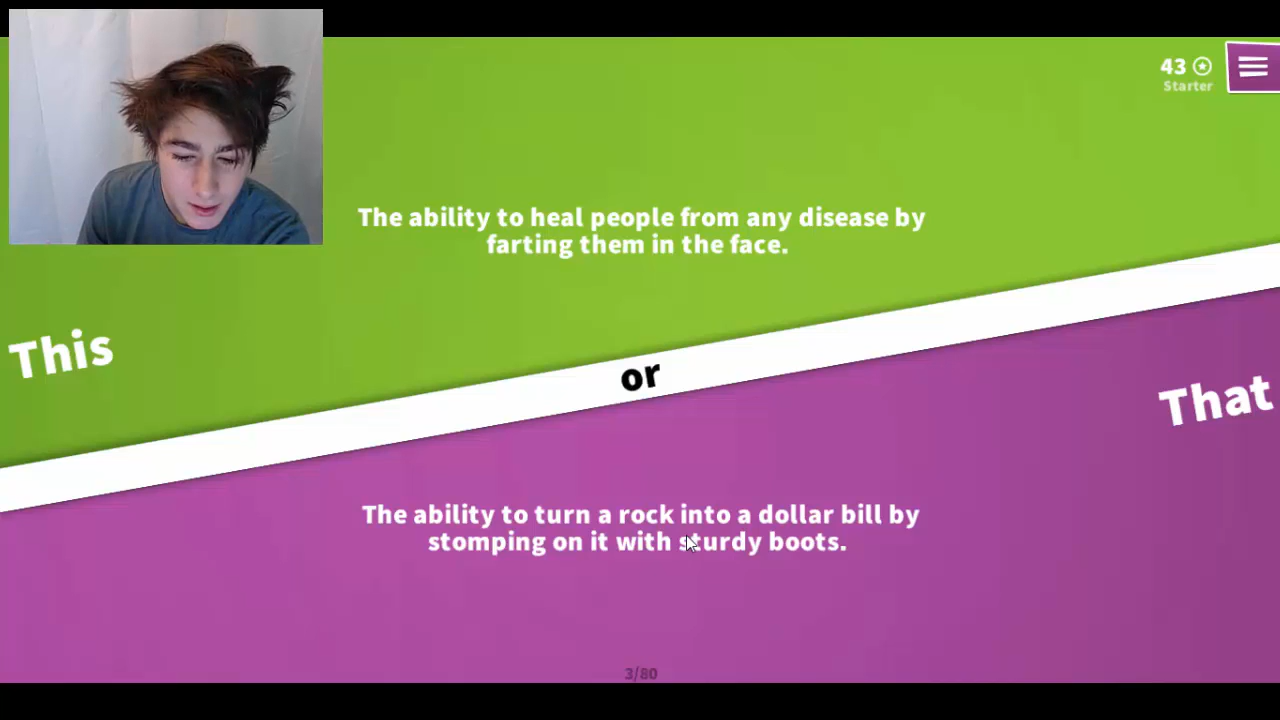 43
Starter
The ability to heal people from any disease by
farting them in the face.
This
or
That
The ability to turn a rock into a dollar bill by
stomping on it with sturdy boots.
3/80